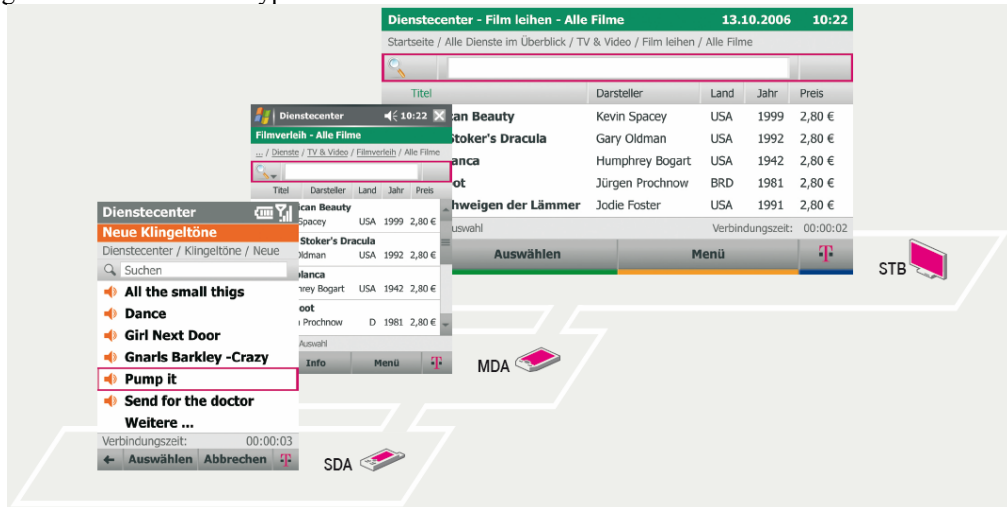 Dienstecenter - Film leihen - Alle Filme 13.10.2006 10:22
Startseite / Alle Dienste im Überblick / TV & Video / Film leihen / Alle Filme
Titel Darsteller Land Jahr Preis
can Beauty Kevin Spacey USA 1999 2,80 €
Stoker's Dracula Gary Oldman USA 1992 2,80 €
anca Humphrey Bogart USA 1942 2,80 €
oot Jürgen Prochnow BRD 1981 2,80 €
hweigen der Lämmer Jodie Foster USA 1991 2,80 €
uswahl Verbindungszeit: 00:00:02
Auswählen Menü T
STB
Dienstecenter 10:22
Filmverleih - Alle Filme
... / Dienste / TV & Video / Filmverleih / Alle Filme
Titel Darsteller Land Jahr Preis
ican Beauty
Spacey USA 1999 2,80 €
Stoker's Dracula
Oldman USA 1992 2,80 €
blanca
hrey Bogart USA 1942 2,80 €
oot
Prochnow D 1981 2,80 €
Auswahl
Info Menü T
MDA
Dienstecenter
Neue Klingeltöne
Dienstecenter / Klingeltöne / Neue
Suchen
All the small thigs
Dance
Girl Next Door
Gnarls Barkley -Crazy
Pump it
Send for the doctor
Weitere ...
Verbindungszeit: 00:00:03
Auswählen Abbrechen T
SDA